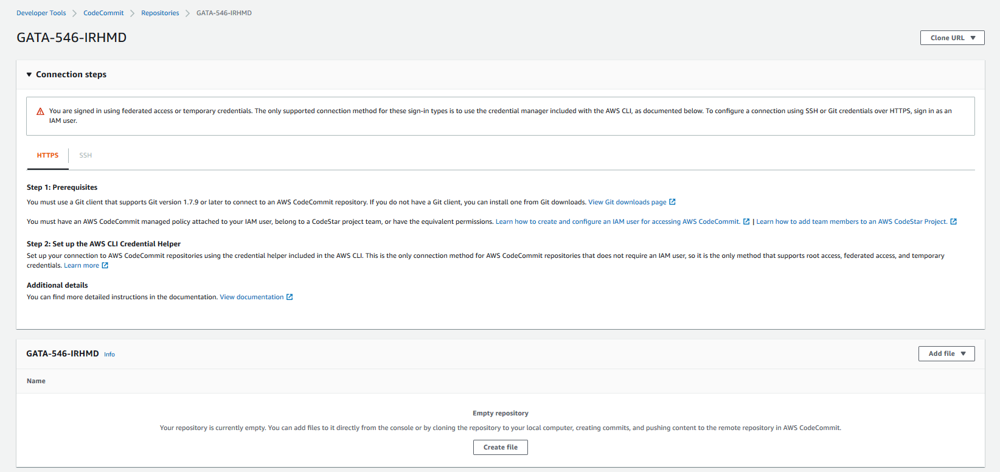 Developer Tools > CodeCommit > Repositories > GATA-546-IRHMD
GATA-546-IRHMD
Clone URL
Connection steps
You are signed in using federated access or temporary credentials. The only supported connection method for these sign-in types is to use the credential manager included with the AWS CLI, as documented below. To configure a connection using SSH or Git credentials over HTTPS, sign in as an
IAM user.
HTTPS SSH
Step 1: Prerequisites
You must use a Git client that supports Git version 1.7.9 or later to connect to an AWS CodeCommit repository. If you do not have a Git client, you can install one from Git downloads. View Git downloads page
You must have an AWS CodeCommit managed policy attached to your IAM user, belong to a CodeStar project team, or have the equivalent permissions. Learn how to create and configure an IAM user for accessing AWS CodeCommit. | Learn how to add team members to an AWS CodeStar Project.
Step 2: Set up the AWS CLI Credential Helper
Set up your connection to AWS CodeCommit repositories using the credential helper included in the AWS CLI. This is the only connection method for AWS CodeCommit repositories that does not require an IAM user, so it is the only method that supports root access, federated access, and temporary
credentials. Learn more
Additional details
You can find more detailed instructions in the documentation. View documentation
GATA-546-IRHMD Info
Add file
Name
Empty repository
Your repository is currently empty. You can add files to it directly from the console or by cloning the repository to your local computer, creating commits, and pushing content to the remote repository in AWS CodeCommit.
Create file